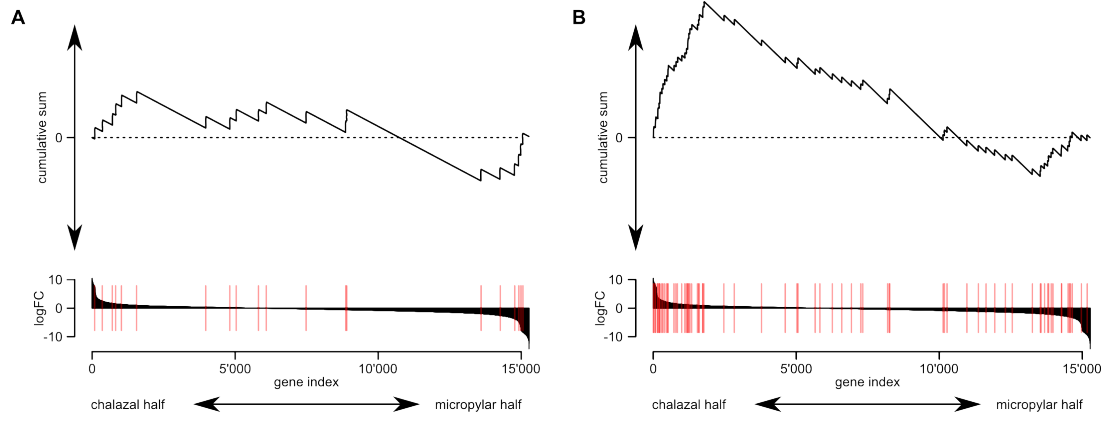 A
cumulative sum
0
logFC
10
0
-10
0
5'000
10'000
15'000
gene index
chalazal half
micropylar half
B
cumulative sum
0
logFC
10
0
-10
0
5'000
10'000
15'000
gene index
chalazal half
micropylar half